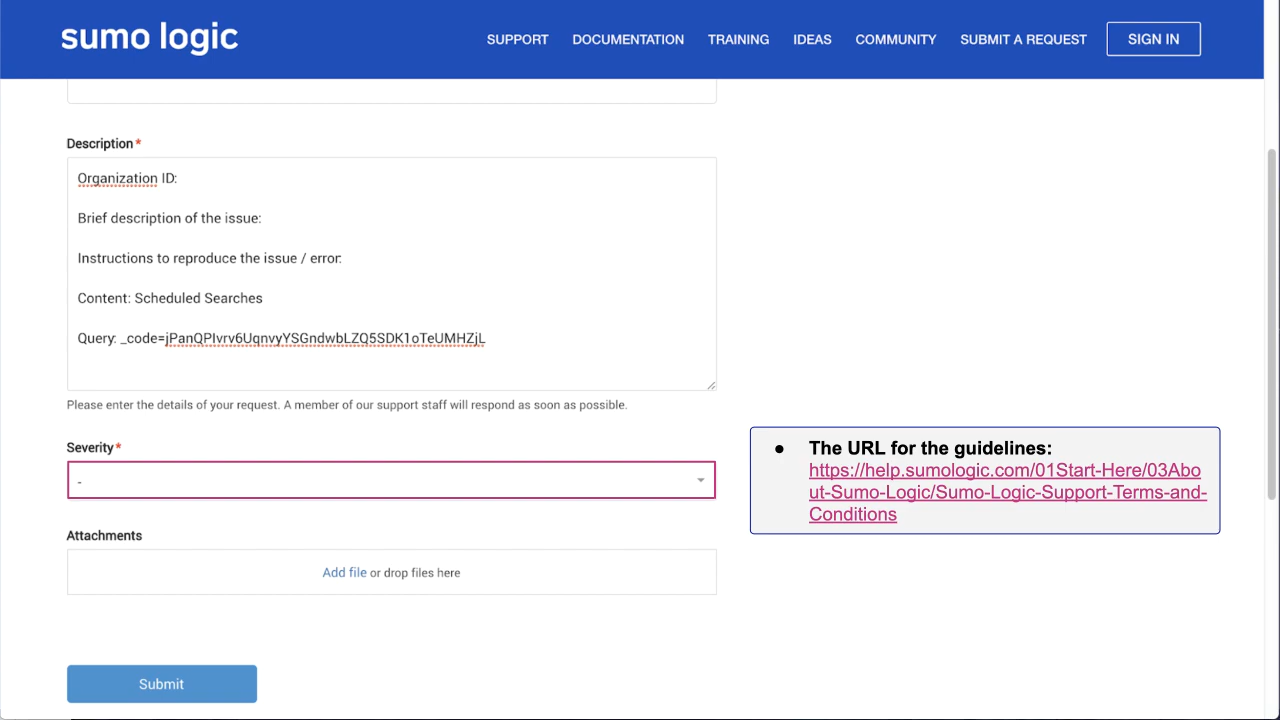 sumo logic
SUPPORT DOCUMENTATION TRAINING IDEAS COMMUNITY SUBMIT A REQUEST SIGN IN
Description*
Organization ID:
Brief description of the issue:
Instructions to reproduce the issue / error:
Content: Scheduled Searches
Query: _code=jPanQPIvrv6UqnvyYSGndwbLZQ5SDK1oTeUMHZjL
Please enter the details of your request. A member of our support staff will respond as soon as possible.
Severity*
-
Attachments
Add file or drop files here
Submit
● The URL for the guidelines:
https://help.sumologic.com/01Start-Here/03Abo
ut-Sumo-Logic/Sumo-Logic-Support-Terms-and-
Conditions